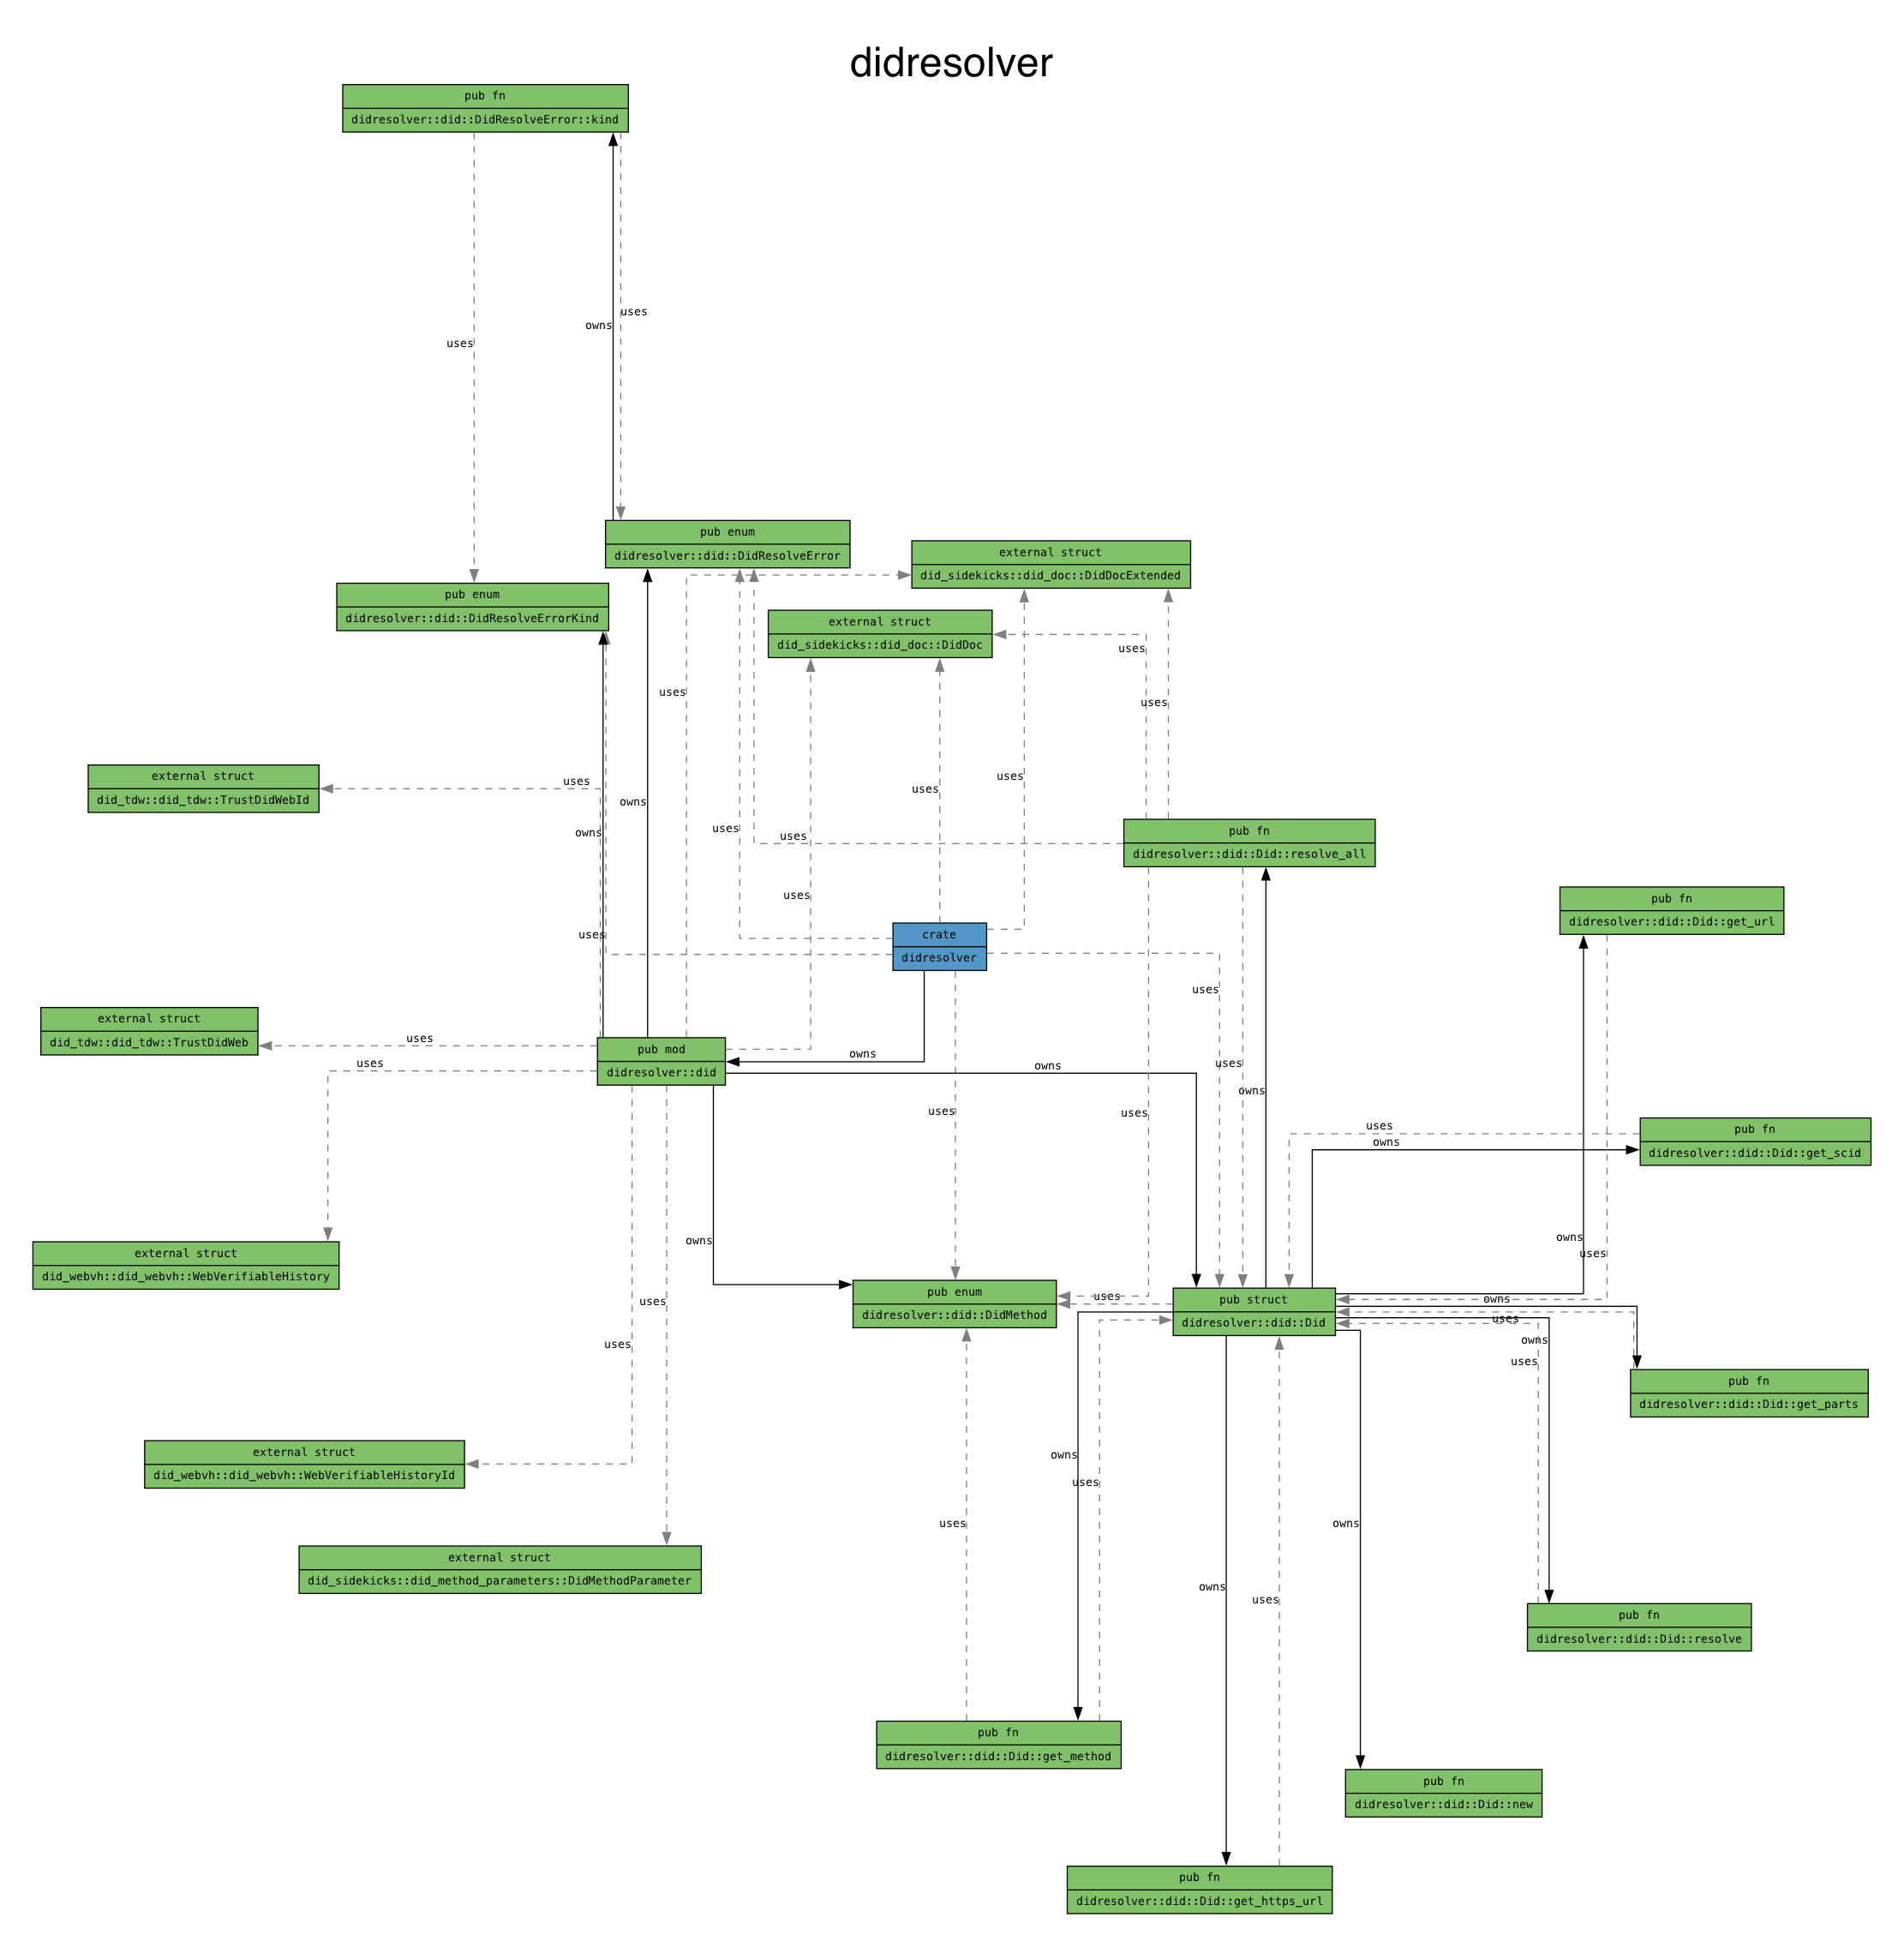 didresolver
pub fn
didresolver::did::DidResolveError::kind
uses
owns
uses
pub enum
didresolver::did::DidResolveError
external struct
did_sidekicks::did_doc::DidDocExtended
pub enum
didresolver::did::DidResolveErrorKind
external struct
did_sidekicks::did_doc::DidDoc
uses
uses
uses
external struct
did_tdw::did_tdw::TrustDidWebId
uses
owns
owns
uses
uses
uses
uses
uses
pub fn
didresolver::did::Did::resolve_all
pub fn
didresolver::did::Did::get_url
uses
crate
didresolver
uses
external struct
did_tdw::did_tdw::TrustDidWeb
uses
pub mod
didresolver::did
owns
owns
uses
uses
owns
uses
uses
pub fn
didresolver::did::Did::get_scid
uses
owns
uses
external struct
did_webvh::did_webvh::WebVerifiableHistory
owns
owns
uses
uses
uses
pub enum
didresolver::did::DidMethod
uses
pub struct
didresolver::did::Did
owns
uses
owns
uses
pub fn
didresolver::did::Did::get_parts
external struct
did_webvh::did_webvh::WebVerifiableHistoryId
owns
uses
uses
owns
external struct
did_sidekicks::did_method_parameters::DidMethodParameter
owns
uses
pub fn
didresolver::did::Did::resolve
pub fn
didresolver::did::Did::get_method
pub fn
didresolver::did::Did::new
pub fn
didresolver::did::Did::get_https_url